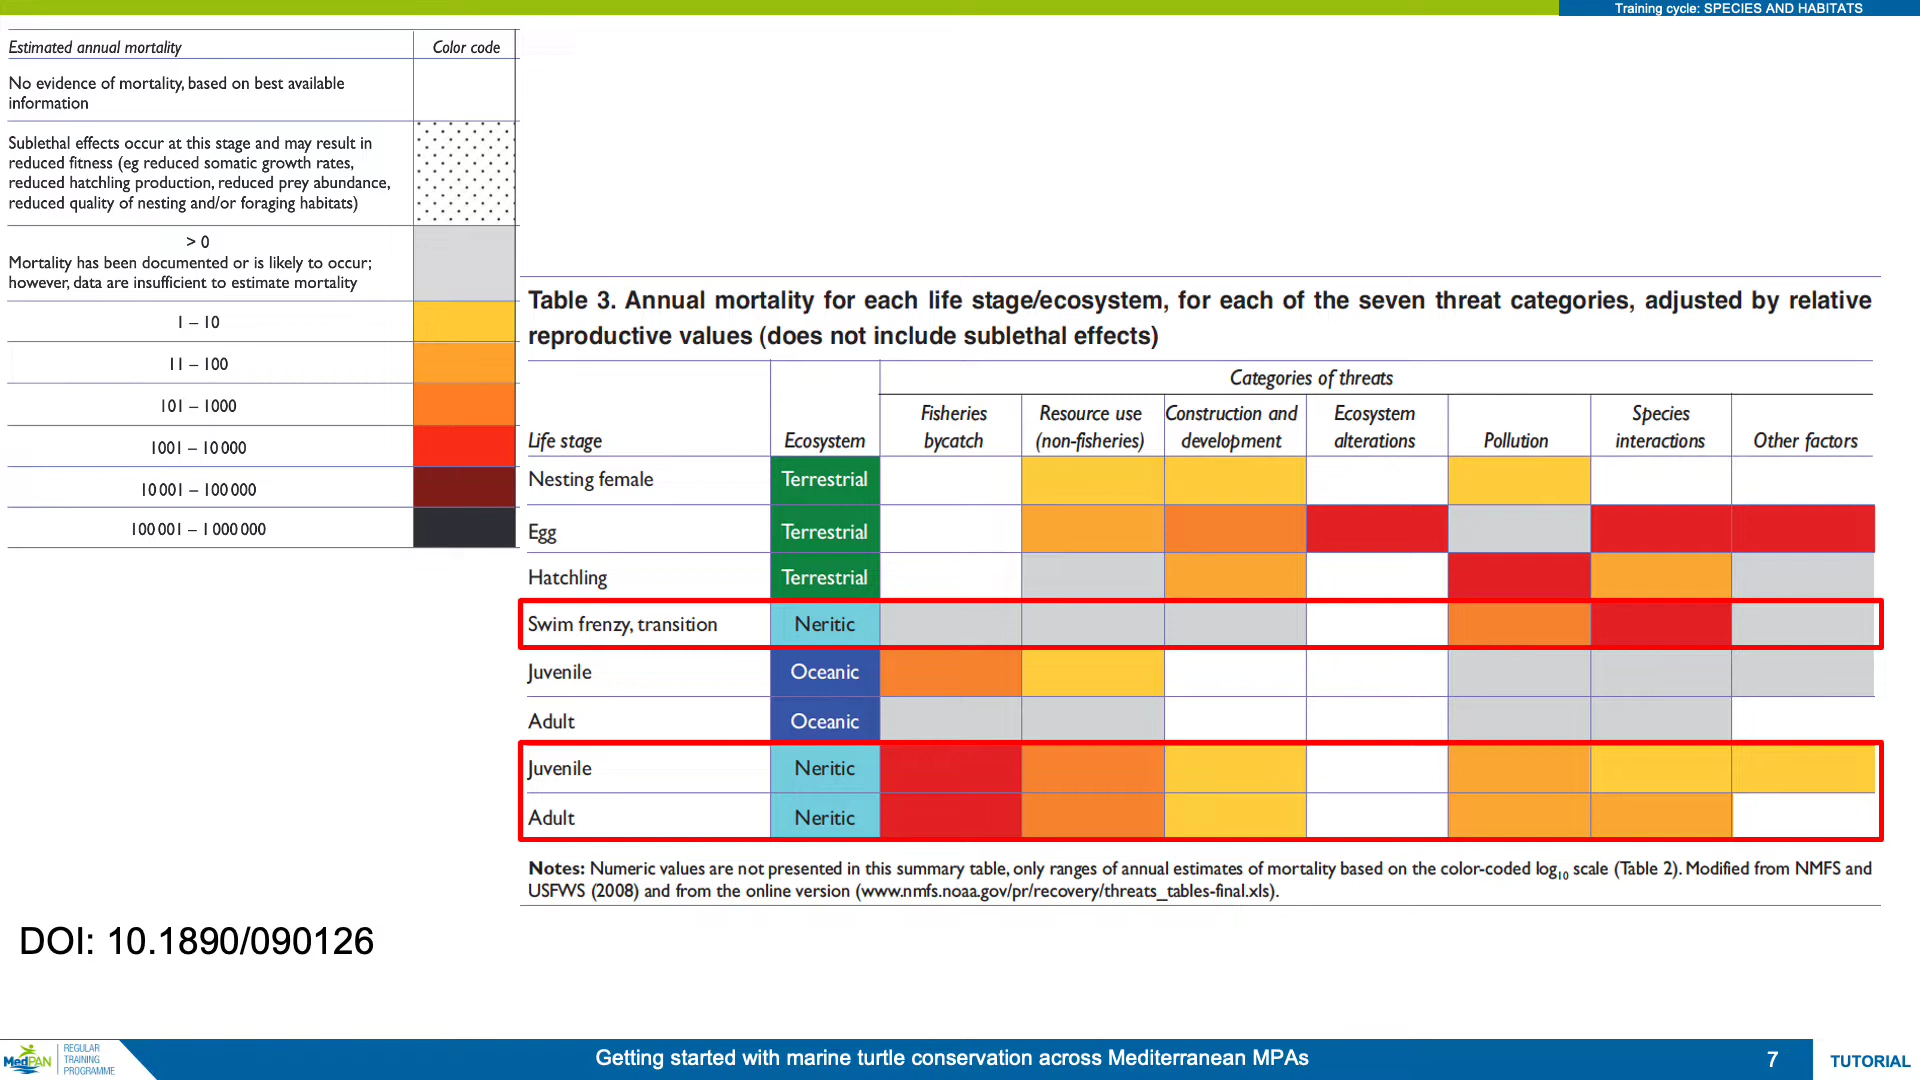 Training cycle: SPECIES AND HABITATS
Estimated annual mortality Color code
No evidence of mortality, based on best available
information
Sublethal effects occur at this stage and may result in
reduced fitness (eg reduced somatic growth rates,
reduced hatchling production, reduced prey abundance,
reduced quality of nesting and/or foraging habitats)
> 0
Mortality has been documented or is likely to occur;
however, data are insufficient to estimate mortality
1 – 10
11 – 100
101 – 1000
1001 – 10 000
10 001 – 100 000
100 001 – 1 000 000
Table 3. Annual mortality for each life stage/ecosystem, for each of the seven threat categories, adjusted by relative
reproductive values (does not include sublethal effects)
Categories of threats
Fisheries Resource use Construction and Ecosystem Species
Life stage Ecosystem bycatch (non-fisheries) development alterations Pollution interactions Other factors
Nesting female Terrestrial
Egg Terrestrial
Hatchling Terrestrial
Swim frenzy, transition Neritic
Juvenile Oceanic
Adult Oceanic
Juvenile Neritic
Adult Neritic
Notes: Numeric values are not presented in this summary table, only ranges of annual estimates of mortality based on the color-coded log10 scale (Table 2). Modified from NMFS and
USFWS (2008) and from the online version (www.nmfs.noaa.gov/pr/recovery/threats_tables-final.xls).
DOI: 10.1890/090126
MedPAN
REGULAR
TRAINING
PROGRAMME
Getting started with marine turtle conservation across Mediterranean MPAs
7
TUTORIAL